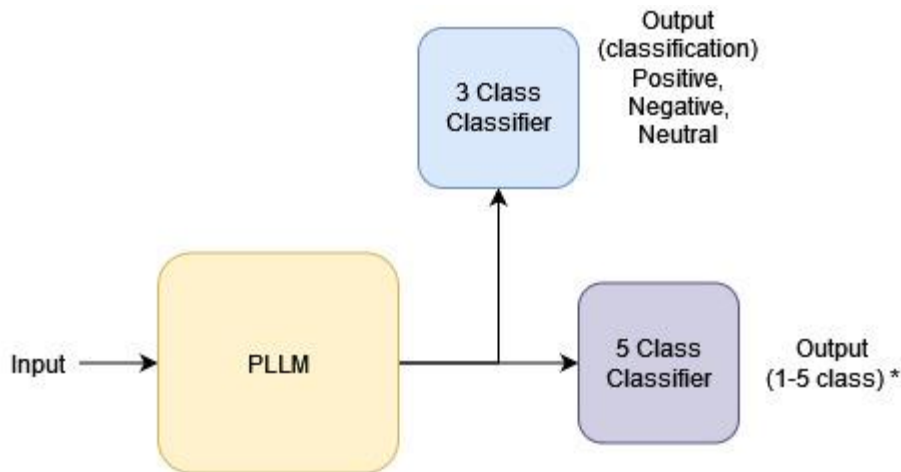 Output
(classification)
Positive,
Negative,
Neutral
3 Class
Classifier
Input
PLLM
5 Class
Classifier
Output
(1-5 class) *